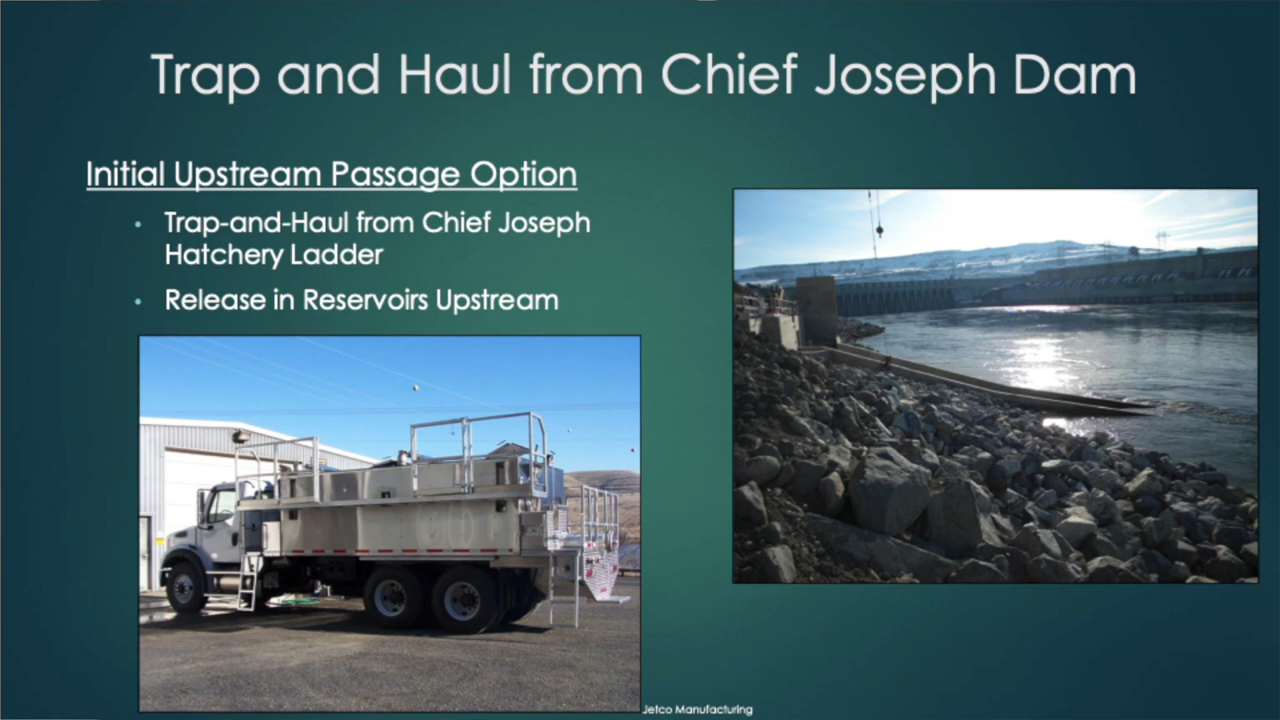 Trap and Haul from Chief Joseph Dam
Initial Upstream Passage Option
• Trap-and-Haul from Chief Joseph
Hatchery Ladder
• Release in Reservoirs Upstream
Jetco Manufacturing